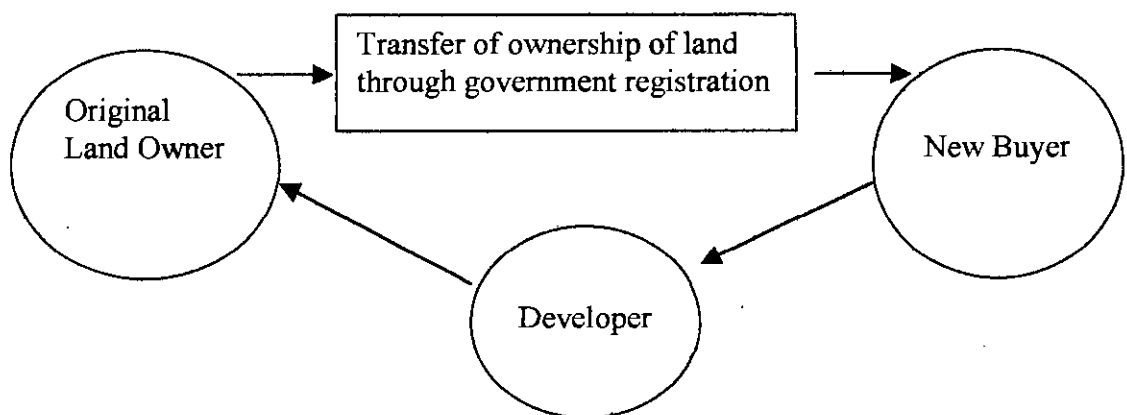 Transfer of ownership of land
through government registration
Original
Land Owner
New Buyer
Developer